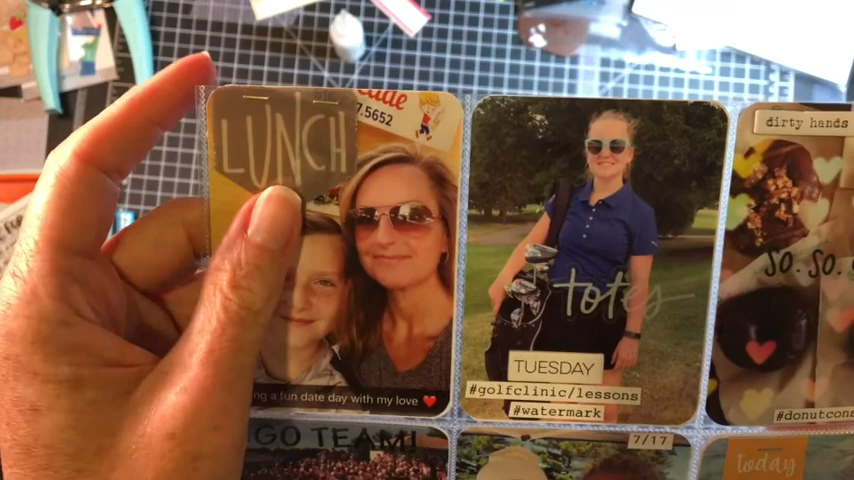 LUNCH
7.5652
ng a fun date day with my love ❤️
totes
TUESDAY
#golfclinic/lessons
#watermark
dirty hands
SO. SO.
#donutcons
GO TEAM!
7/17
today